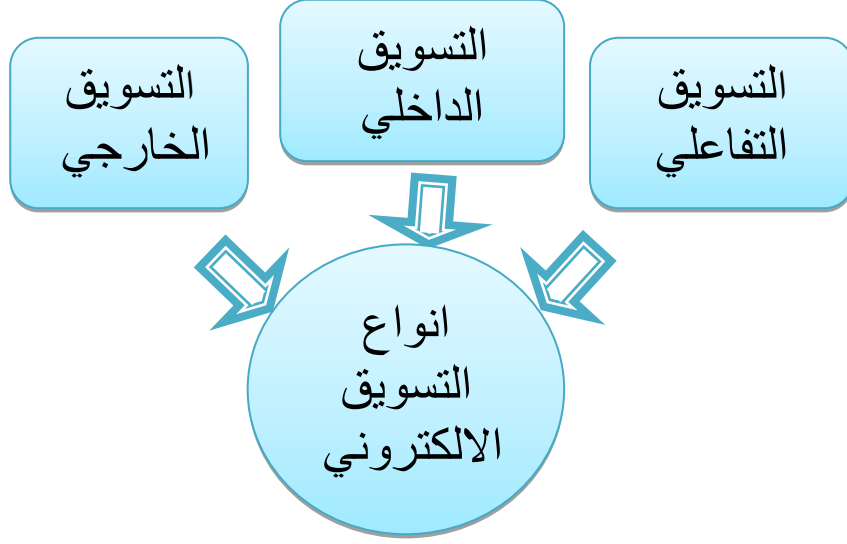 التسويق
التفاعلي
التسويق
الداخلي
التسويق
الخارجي
انواع
التسويق
الالكتروني